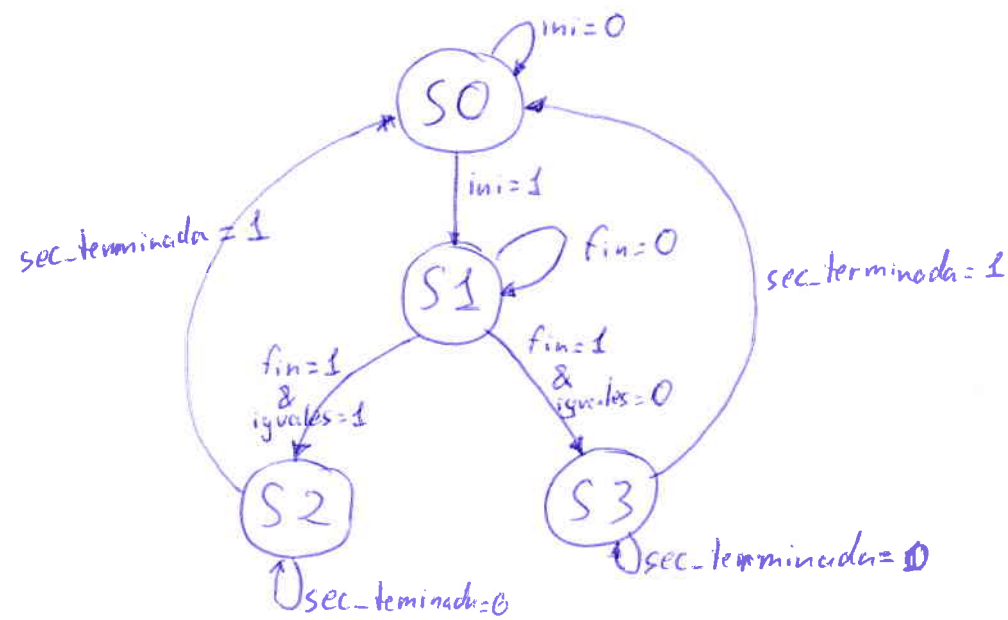 ini=0
S0
ini=1
sec_terminada=1
S1
fin=0
sec_terminada=1
fin=1
&
iguales=1
fin=1
&
iguales=0
S2
S3
sec_terminada=0
sec_teminada=0